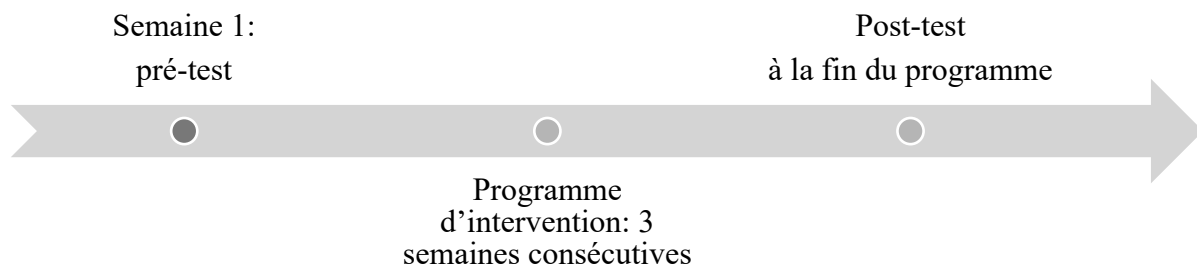 Semaine 1:
pré-test
Post-test
à la fin du programme
Programme
d’intervention: 3
semaines consécutives